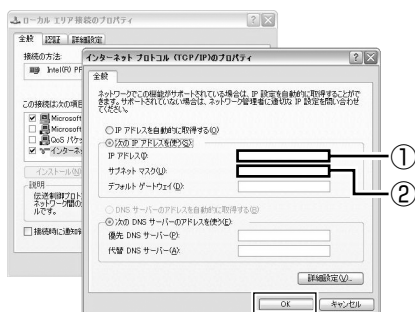 ローカル エリア接続のプロパティ
全般 認証 詳細設定
接続の方法:
Intel(R) PF
この接続は次の項目
Microsoft
Microsoft
QoS パケ
インターネ
インストール(N)
説明
伝送制御プロト
ネットワーク間の
ルです。
接続時に通知
インターネット プロトコル (TCP/IP)のプロパティ
全般
ネットワークでこの機能がサポートされている場合は、IP 設定を自動的に取得することがで
きます。サポートされていない場合は、ネットワーク管理者に適切な IP 設定を問い合わせ
てください。
IP アドレスを自動的に取得する(O)
次の IP アドレスを使う(S):
IP アドレス(I):
①
サブネット マスク(U):
②
デフォルト ゲートウェイ(D):
DNS サーバーのアドレスを自動的に取得する(B)
次の DNS サーバーのアドレスを使う(E):
優先 DNS サーバー(P):
代替 DNS サーバー(A):
詳細設定(V)...
OK キャンセル